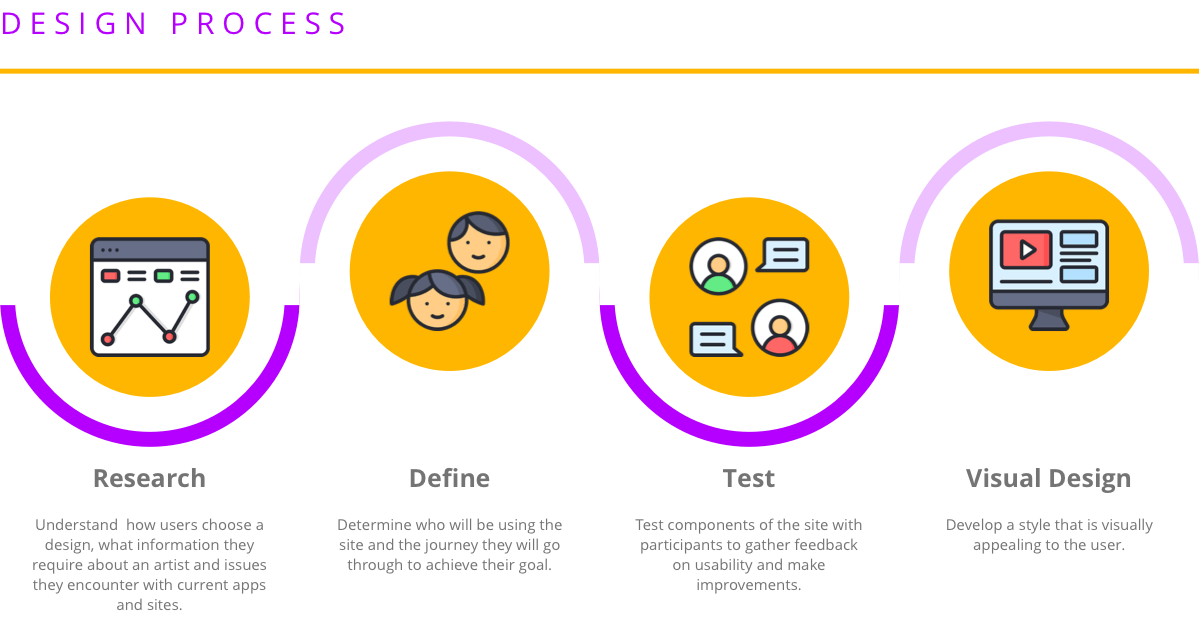 DESIGN PROCESS
Research
Understand  how users choose a
design, what information they
require about an artist and issues
they encounter with current apps
and sites.
Define
Determine who will be using the
site and the journey they will go
through to achieve their goal.
Test
Test components of the site with
participants to gather feedback
on usability and make
improvements.
Visual Design
Develop a style that is visually
appealing to the user.